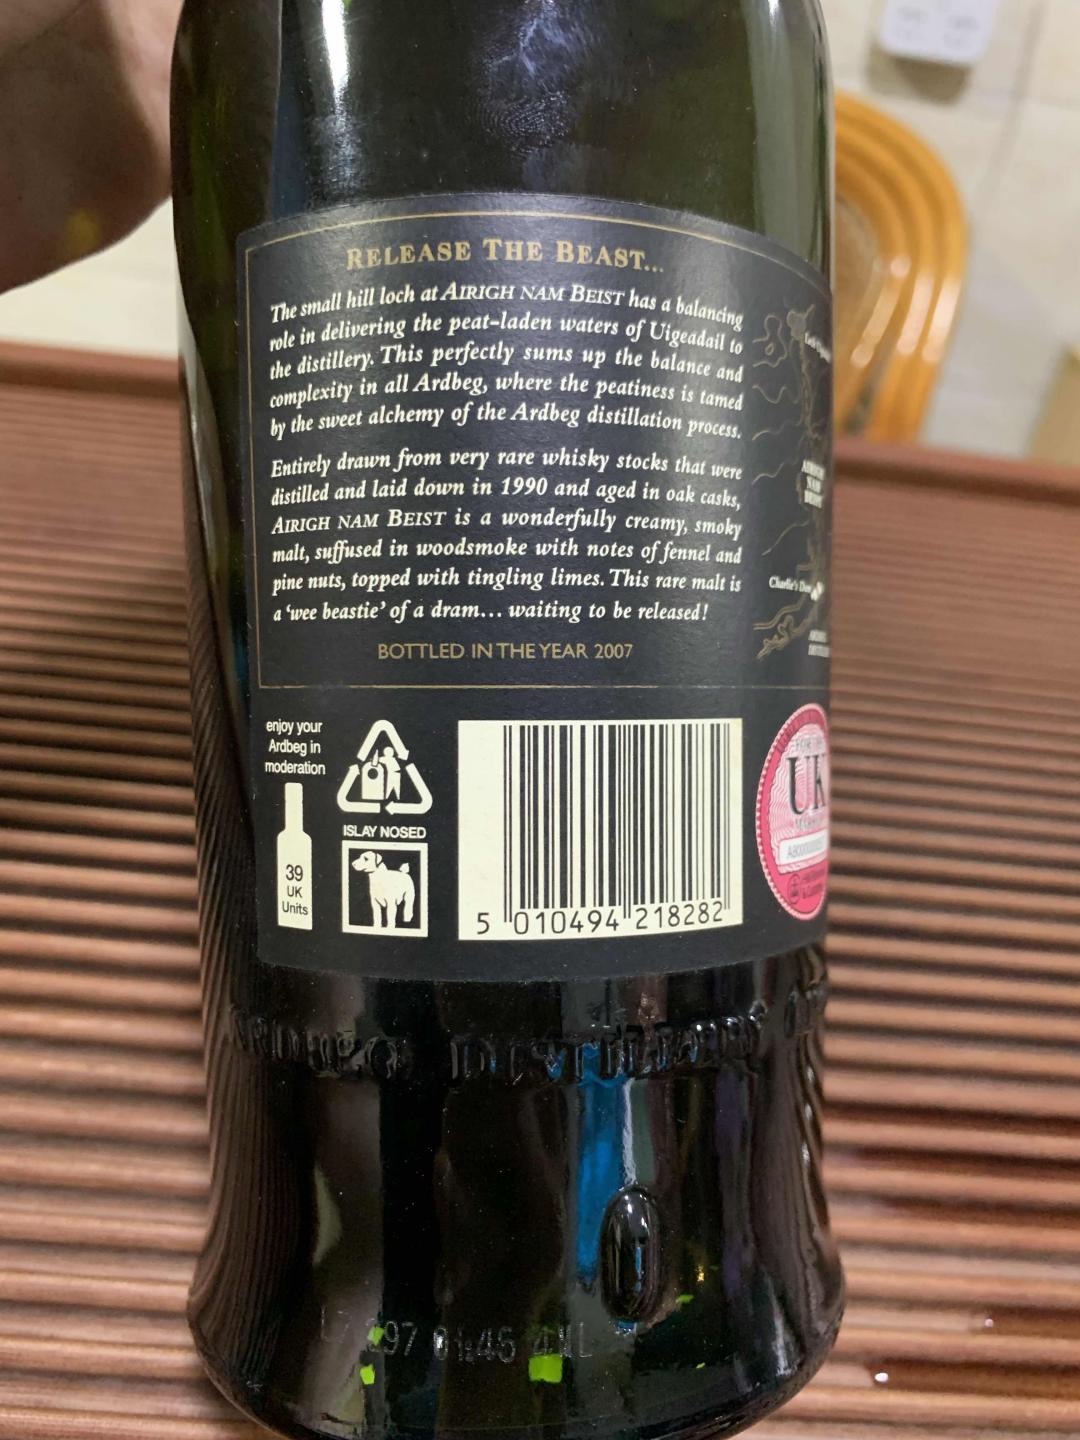 RELEASE THE BEAST...
The small hill loch at AIRIGH NAM BEIST has a balancing
role in delivering the peat-laden waters of Uigeadail to
the distillery. This perfectly sums up the balance and
complexity in all Ardbeg, where the peatiness is tamed
by the sweet alchemy of the Ardbeg distillation process.
Entirely drawn from very rare whisky stocks that were
distilled and laid down in 1990 and aged in oak casks,
AIRIGH NAM BEIST is a wonderfully creamy, smoky
malt, suffused in woodsmoke with notes of fennel and
pine nuts, topped with tingling limes. This rare malt is
a ‘wee beastie’ of a dram... waiting to be released!
BOTTLED IN THE YEAR 2007
AIRIGH
NAM
BEIST
Charlie's
enjoy your
Ardbeg in
moderation
39
UK
Units
ISLAY NOSED
5 010494 218282
UK
ARDBEG DISTILLERY